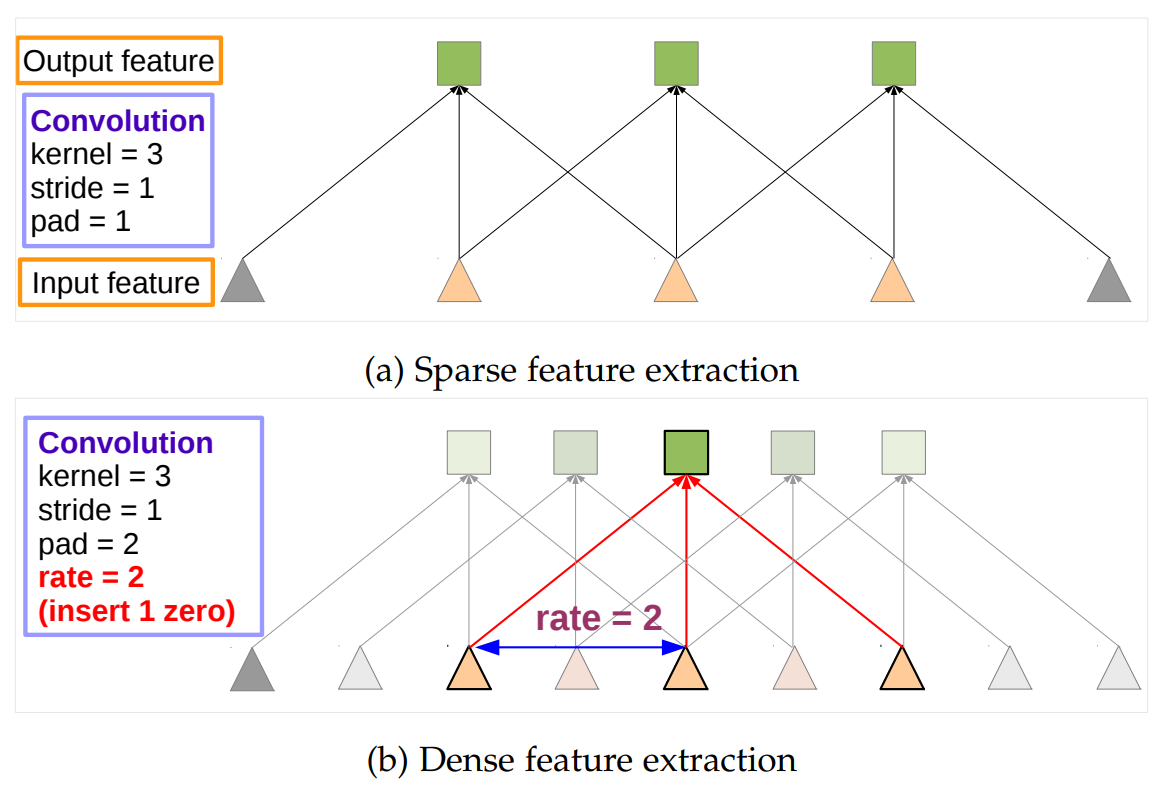 Output feature
Convolution
kernel = 3
stride = 1
pad = 1
Input feature
(a) Sparse feature extraction
Convolution
kernel = 3
stride = 1
pad = 2
rate = 2
(insert 1 zero)
rate = 2
(b) Dense feature extraction